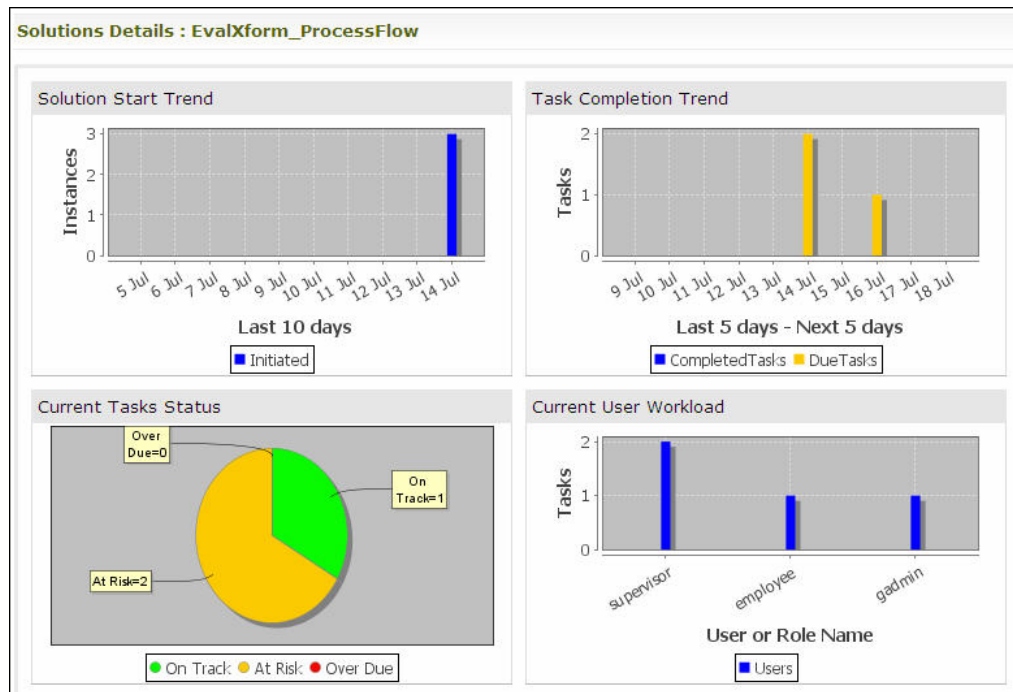 Solutions Details : EvalXform_ProcessFlow
Solution Start Trend
3
2
1
0
Instances
5 Jul
6 Jul
7 Jul
8 Jul
9 Jul
10 Jul
11 Jul
12 Jul
13 Jul
14 Jul
Last 10 days
Initiated
Task Completion Trend
2
1
0
Tasks
9 Jul
10 Jul
11 Jul
12 Jul
13 Jul
14 Jul
15 Jul
16 Jul
17 Jul
18 Jul
Last 5 days - Next 5 days
CompletedTasks DueTasks
Current Tasks Status
Over
Due=0
On
Track=1
At Risk=2
On Track At Risk Over Due
Current User Workload
2
1
0
Tasks
supervisor
employee
gadmin
User or Role Name
Users